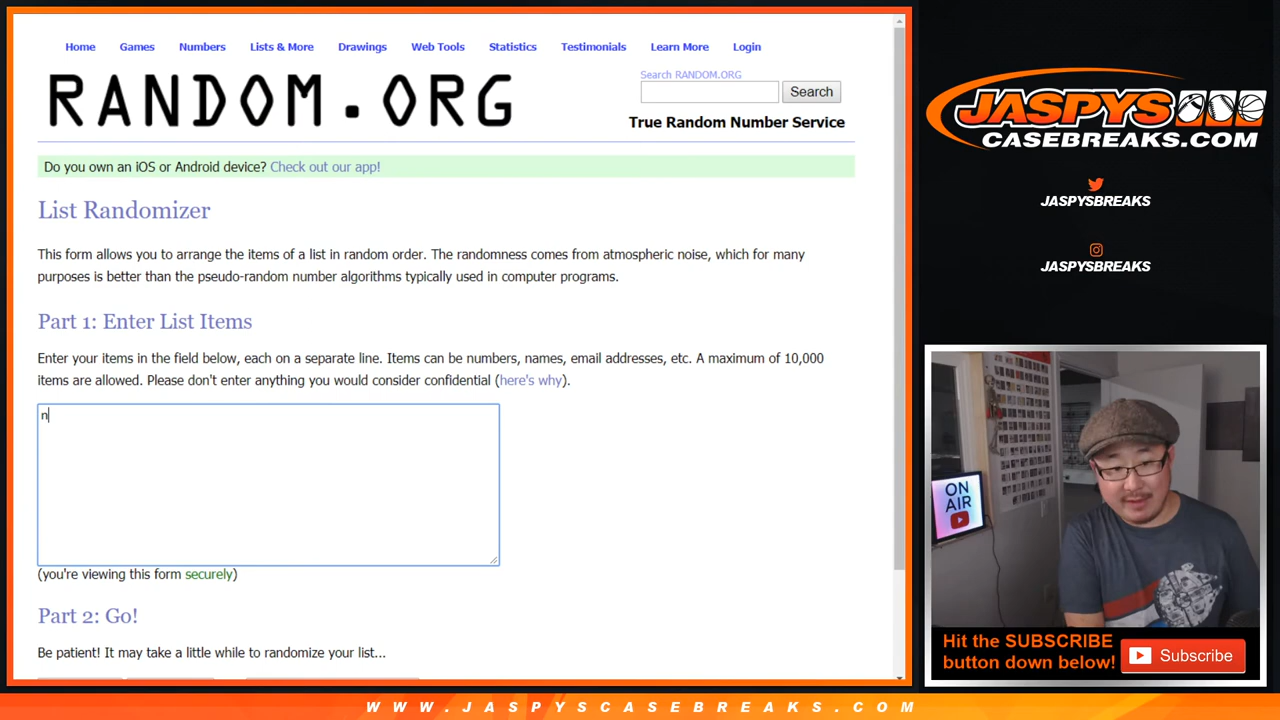 Home Games Numbers Lists & More Drawings Web Tools Statistics Testimonials Learn More Login
RANDOM.ORG
Search RANDOM.ORG
Search
True Random Number Service
Do you own an iOS or Android device? Check out our app!
List Randomizer
This form allows you to arrange the items of a list in random order. The randomness comes from atmospheric noise, which for many
purposes is better than the pseudo-random number algorithms typically used in computer programs.
Part 1: Enter List Items
Enter your items in the field below, each on a separate line. Items can be numbers, names, email addresses, etc. A maximum of 10,000
items are allowed. Please don't enter anything you would consider confidential (here's why).
n
(you're viewing this form securely)
Part 2: Go!
Be patient! It may take a little while to randomize your list...
JASPYS
CASEBREAKS.COM
JASPYSBREAKS
JASPYSBREAKS
ON
AIR
Hit the SUBSCRIBE
button down below!
Subscribe
WWW.JASPYSCASEBREAKS.COM